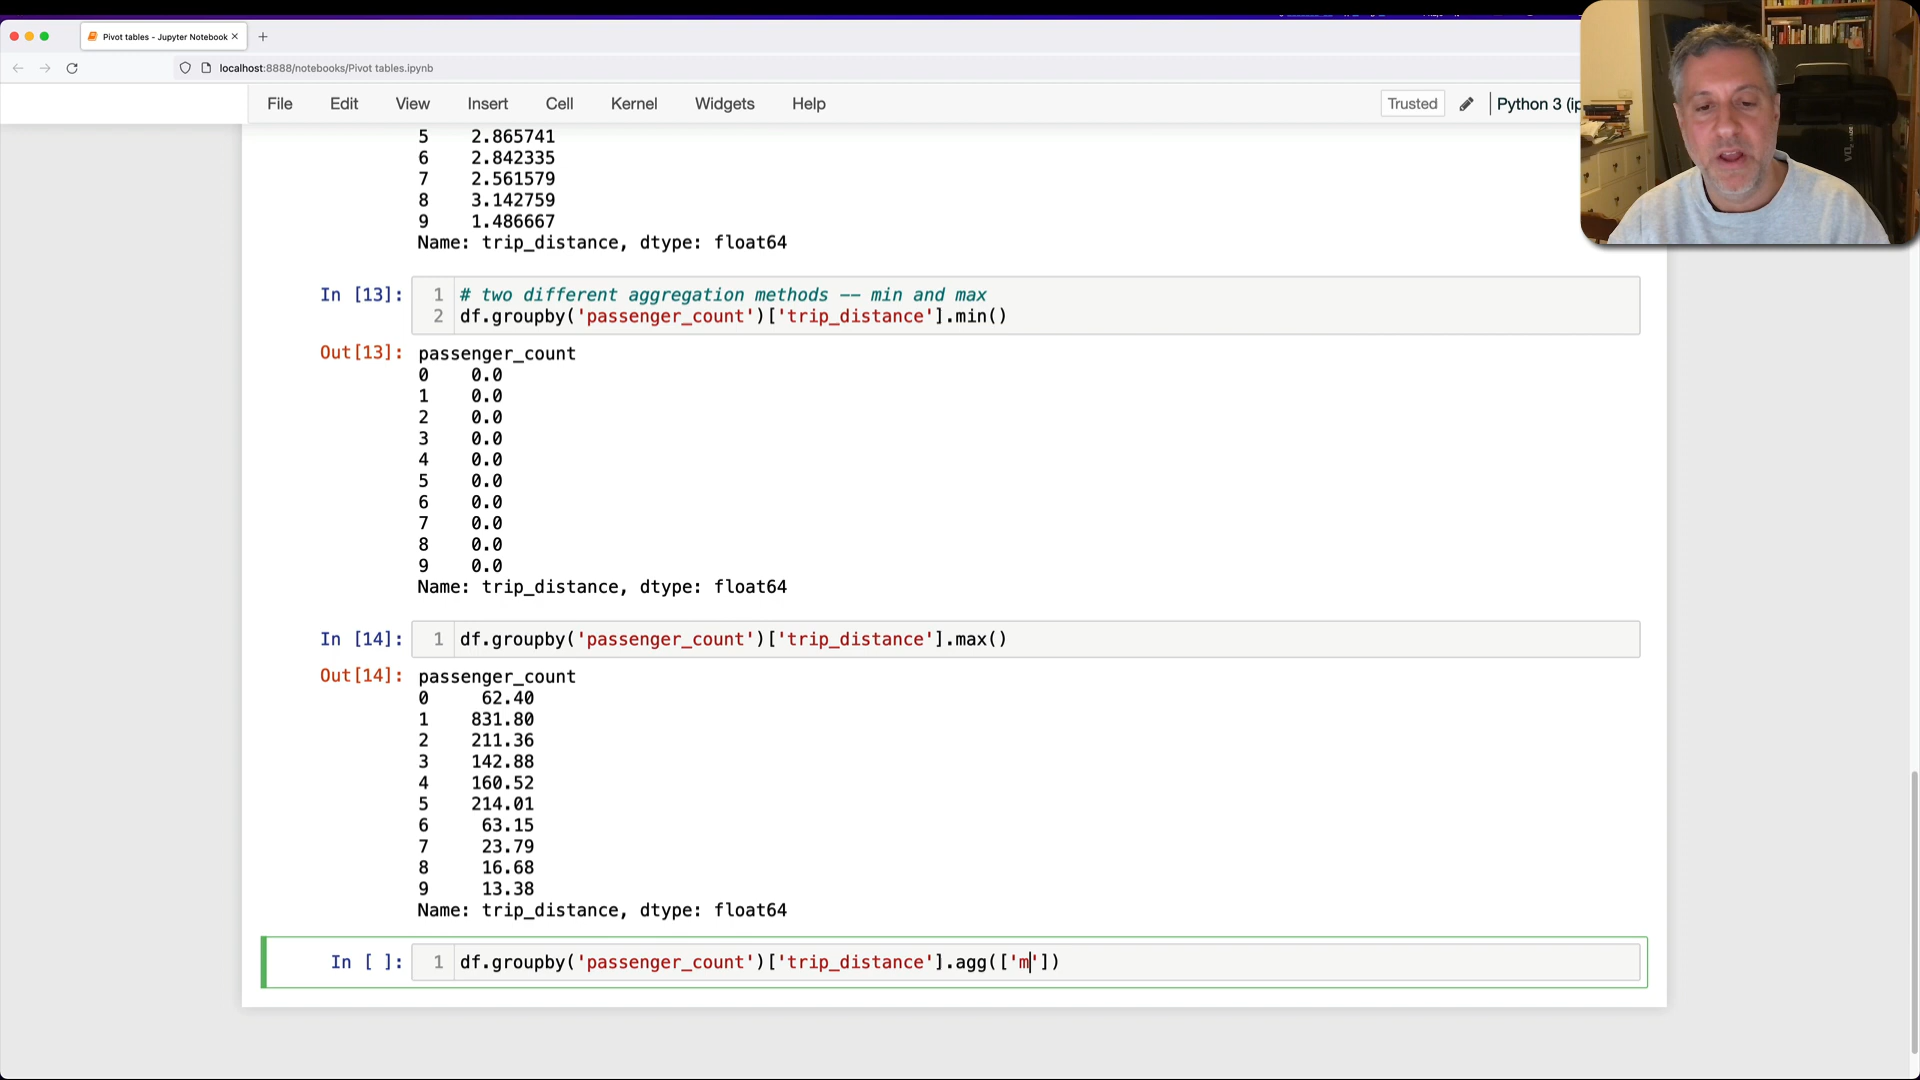 Pivot tables - Jupyter Notebook
localhost:8888/notebooks/Pivot tables.ipynb
File Edit View Insert Cell Kernel Widgets Help Trusted Python 3 (ip
5 2.865741
6 2.842335
7 2.561579
8 3.142759
9 1.486667
Name: trip_distance, dtype: float64
In [13]: 1 # two different aggregation methods -- min and max
2 df.groupby('passenger_count')['trip_distance'].min()
Out[13]: passenger_count
0 0.0
1 0.0
2 0.0
3 0.0
4 0.0
5 0.0
6 0.0
7 0.0
8 0.0
9 0.0
Name: trip_distance, dtype: float64
In [14]: 1 df.groupby('passenger_count')['trip_distance'].max()
Out[14]: passenger_count
0 62.40
1 831.80
2 211.36
3 142.88
4 160.52
5 214.01
6 63.15
7 23.79
8 16.68
9 13.38
Name: trip_distance, dtype: float64
In [ ]: 1 df.groupby('passenger_count')['trip_distance'].agg(['m'])